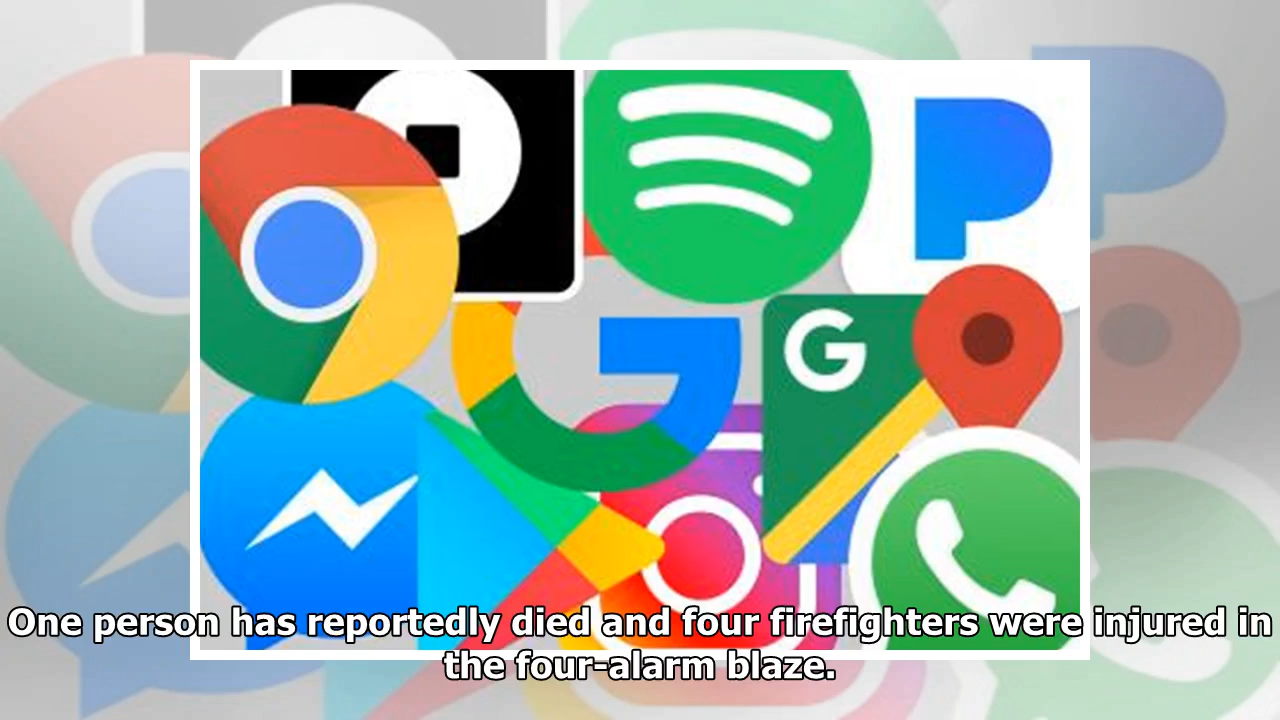 G
One person has reportedly died and four firefighters were injured in
the four-alarm blaze.